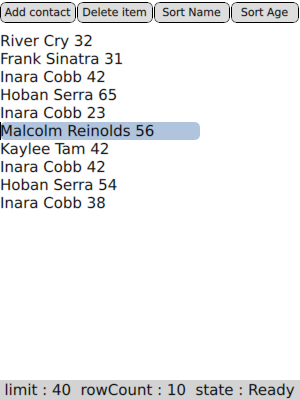 Add contact Delete item Sort Name Sort Age
River Cry 32
Frank Sinatra 31
Inara Cobb 42
Hoban Serra 65
Inara Cobb 23
Malcolm Reinolds 56
Kaylee Tam 42
Inara Cobb 42
Hoban Serra 54
Inara Cobb 38
limit : 40 rowCount : 10 state : Ready